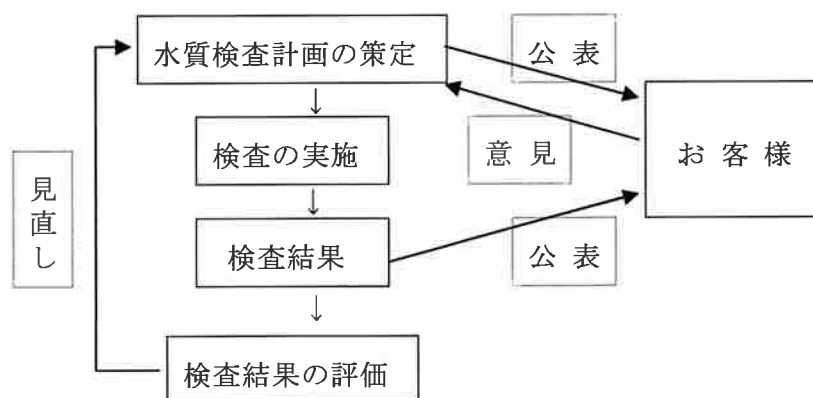 水質検査計画の策定
公 表
↓
検査の実施
意 見
お 客 様
見直し
↓
検査結果
公 表
↓
検査結果の評価